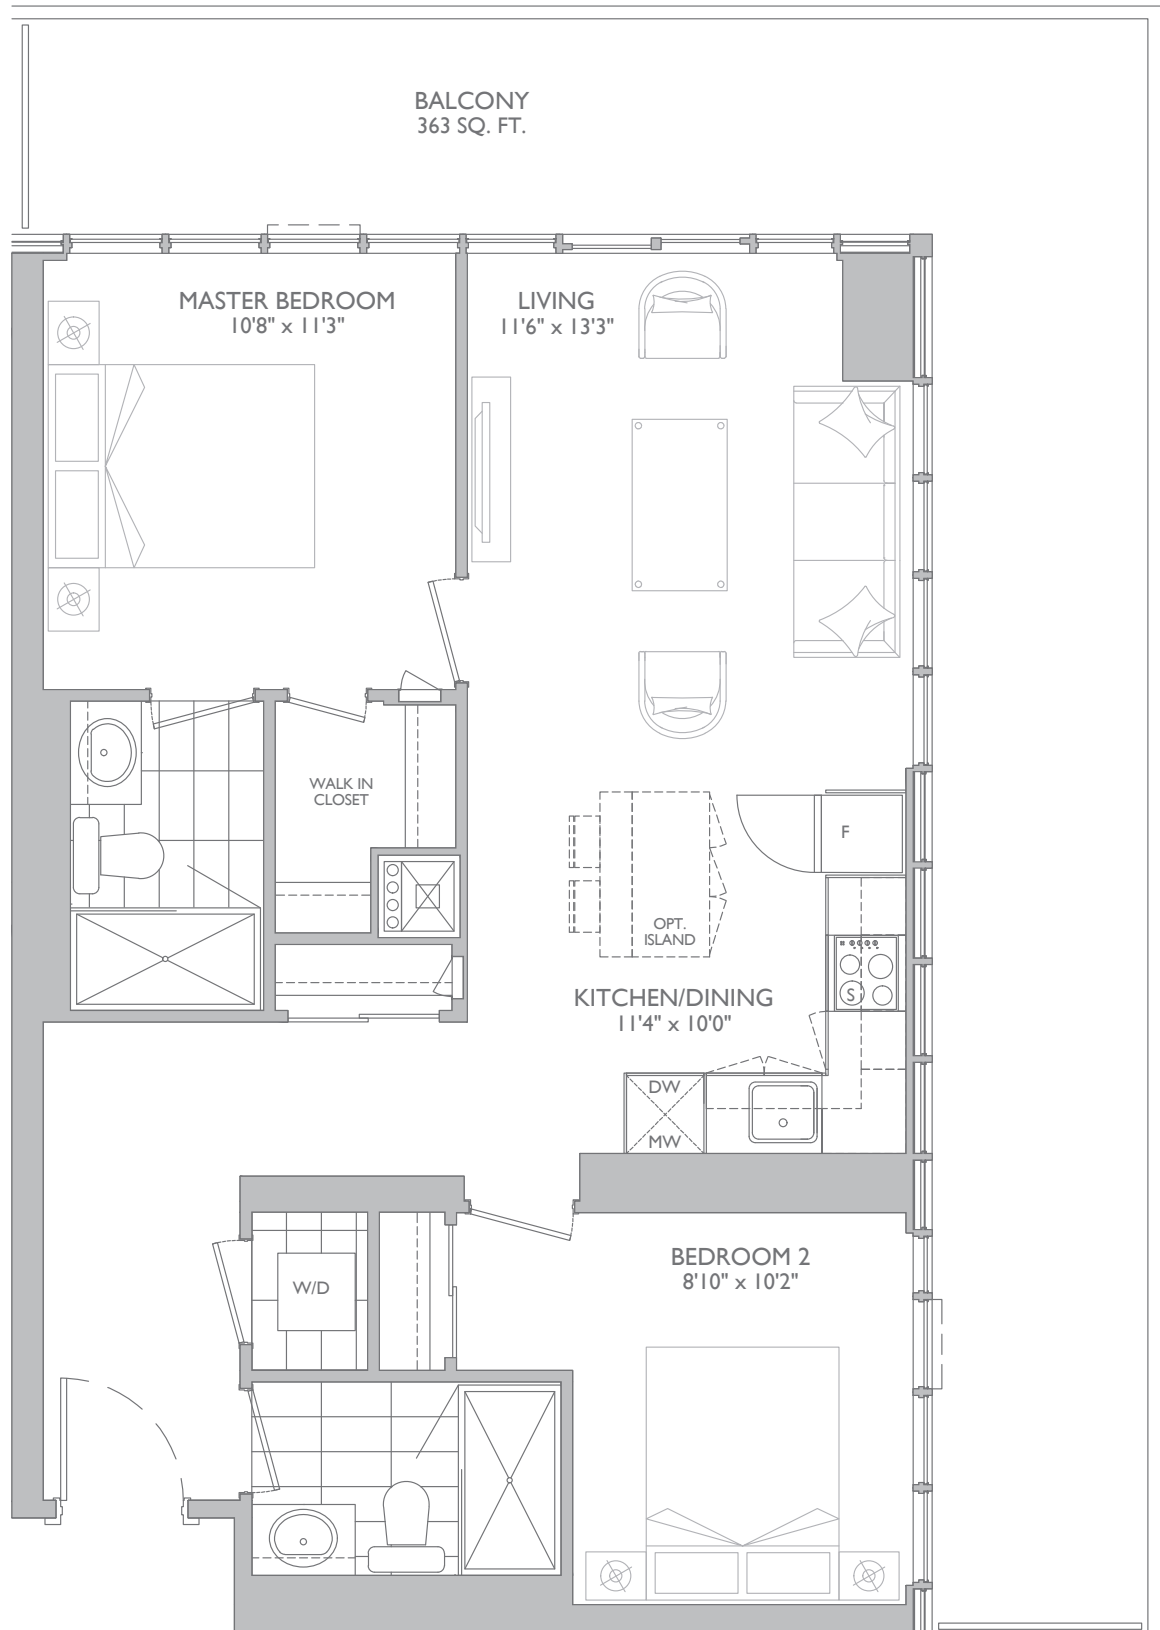 BALCONY
363 SQ. FT.
MASTER BEDROOM
10'8" x 11'3"
LIVING
11'6" x 13'3"
WALK IN
CLOSET
F
OPT.
ISLAND
S
KITCHEN/DINING
11'4" x 10'0"
DW
MW
W/D
BEDROOM 2
8'10" x 10'2"